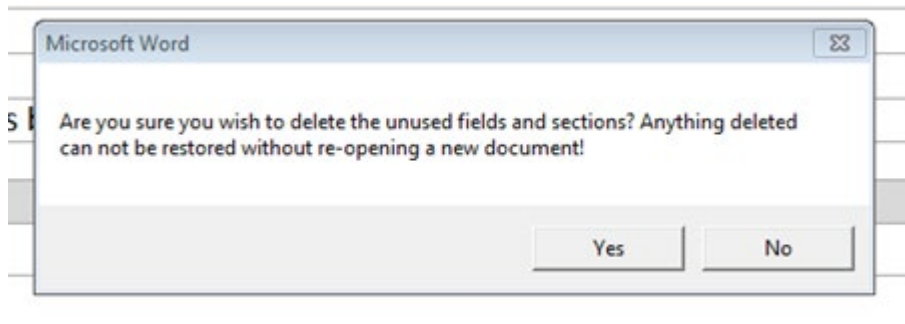 Microsoft Word
Are you sure you wish to delete the unused fields and sections? Anything deleted
can not be restored without re-opening a new document!
Yes
No